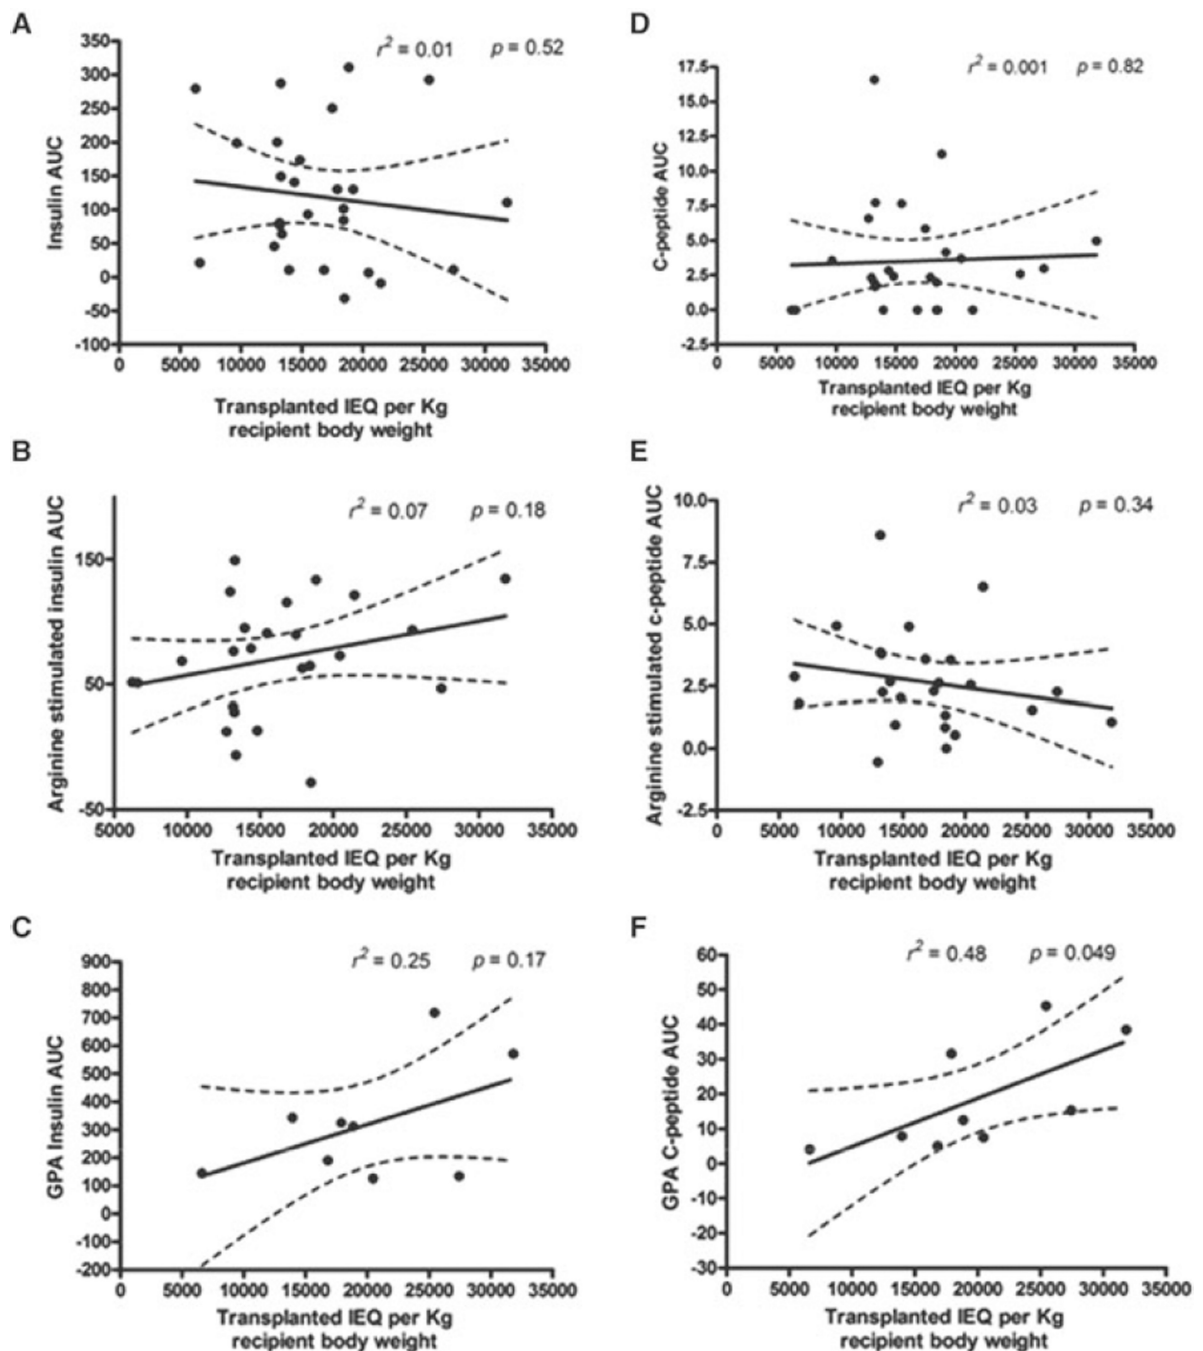 A
r² = 0.01 p = 0.52
350
300
250
200
150
100
50
0
-50
-100
Insulin AUC
0 5000 10000 15000 20000 25000 30000 35000
Transplanted IEQ per Kg
recipient body weight
D
r² = 0.001 p = 0.82
17.5
15.0
12.5
10.0
7.5
5.0
2.5
0.0
-2.5
C-peptide AUC
0 5000 10000 15000 20000 25000 30000 35000
Transplanted IEQ per Kg
recipient body weight
B
r² = 0.07 p = 0.18
150
50
-50
Arginine stimulated insulin AUC
5000 10000 15000 20000 25000 30000 35000
Transplanted IEQ per Kg
recipient body weight
E
r² = 0.03 p = 0.34
10.0
7.5
5.0
2.5
0.0
-2.5
Arginine stimulated c-peptide AUC
0 5000 10000 15000 20000 25000 30000 35000
Transplanted IEQ per Kg
recipient body weight
C
r² = 0.25 p = 0.17
900
800
700
600
500
400
300
200
100
0
-100
-200
GPA Insulin AUC
0 5000 10000 15000 20000 25000 30000 35000
Transplanted IEQ per Kg
recipient body weight
F
r² = 0.48 p = 0.049
60
50
40
30
20
10
0
-10
-20
-30
GPA C-peptide AUC
0 5000 10000 15000 20000 25000 30000 35000
Transplanted IEQ per Kg
recipient body weight